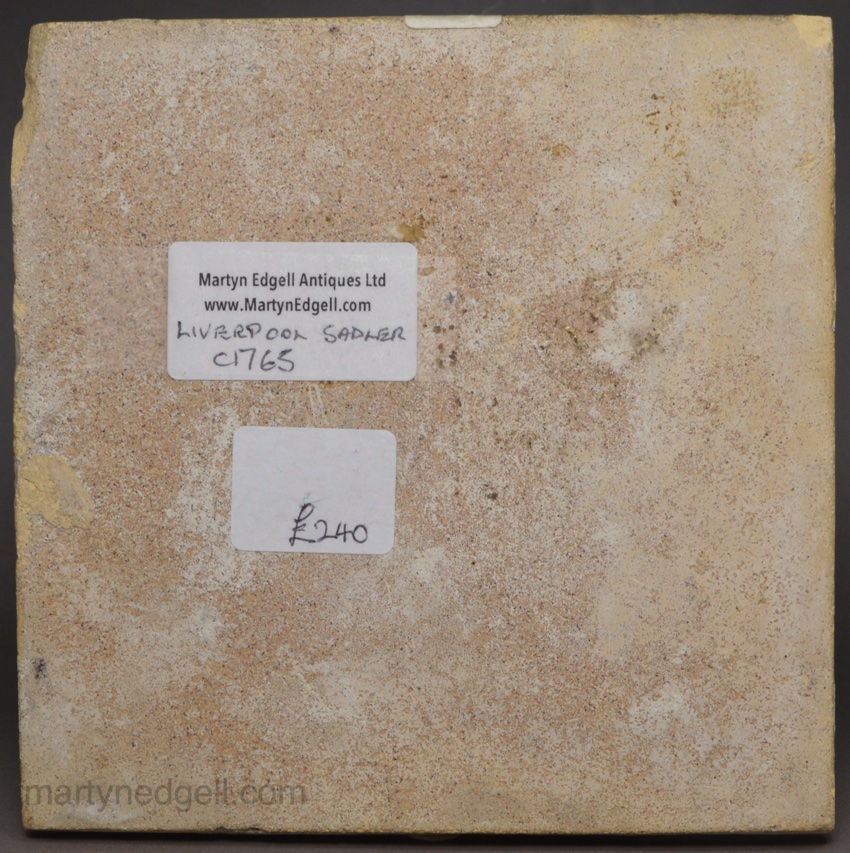 Martyn Edgell Antiques Ltd
www.MartynEdgell.com
LIVERPOOL SADLER
C1765
£240
martynedgell.com